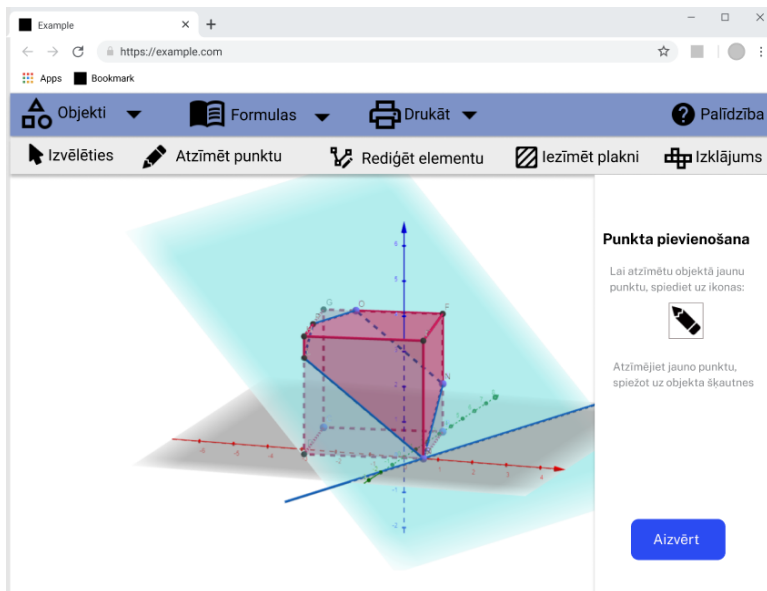 Example
https://example.com
Apps Bookmark
Objekti Formulas Drukāt Palīdzība
Izvēlēties Atzīmēt punktu Rediģēt elementu Iezīmēt plakni Izklājums
Punkta pievienošana
Lai atzīmētu objektā jaunu
punktu, spiediet uz ikonas:
Atzīmējiet jauno punktu,
spiežot uz objekta šķautnes
Aizvērt
G O F
N